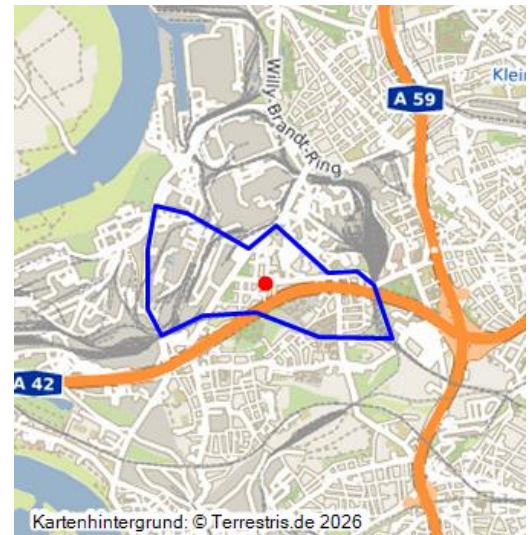 Klein
A 59
Willy-Brandt-Ring
A 42
Kartenhintergrund: © Terrestris.de 2026